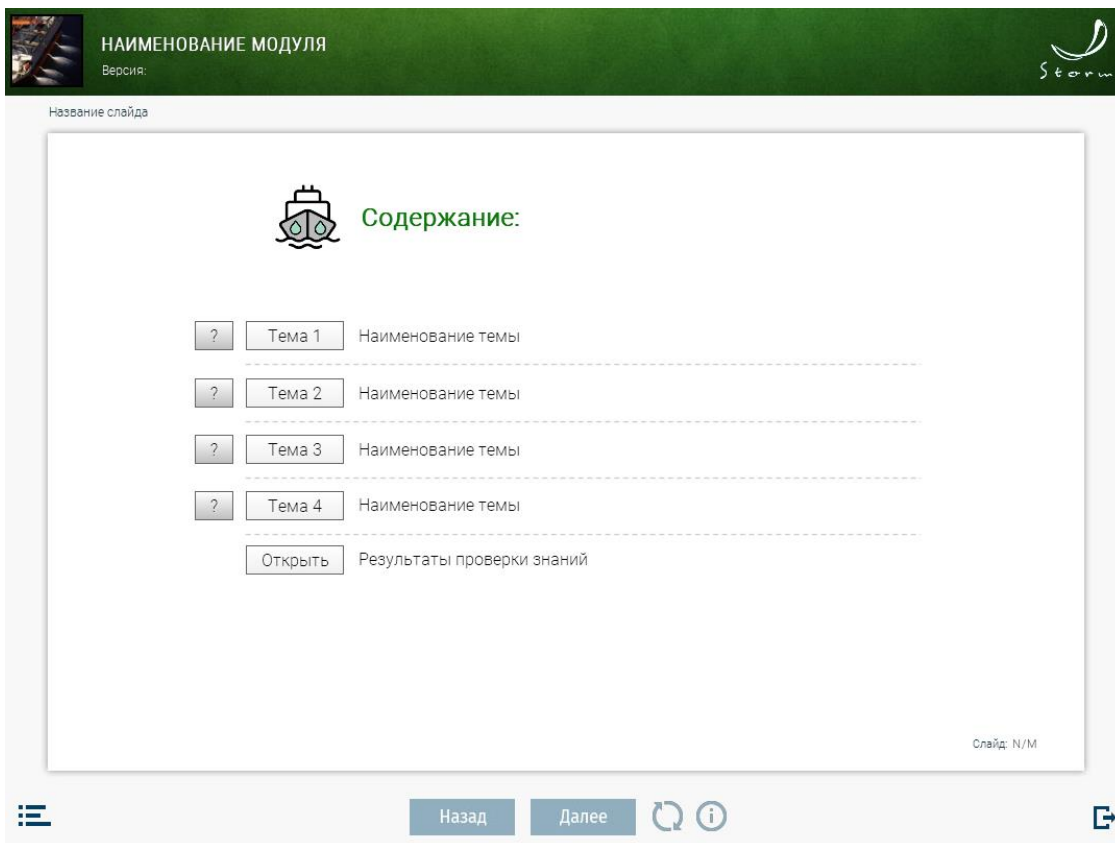 НАИМЕНОВАНИЕ МОДУЛЯ
Версия:
Storm
Название слайда
Содержание:
? Тема 1 Наименование темы
? Тема 2 Наименование темы
? Тема 3 Наименование темы
? Тема 4 Наименование темы
Открыть Результаты проверки знаний
Слайд: N/M
Назад Далее